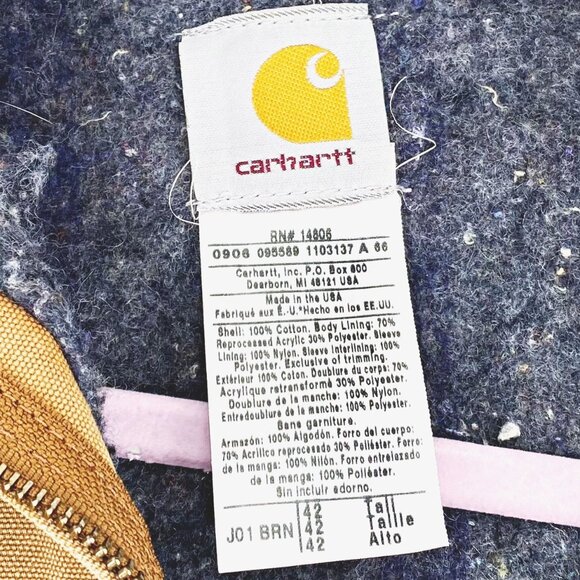 carhartt
RN# 14806
0906 095589 1103137 A 66
Carhartt, Inc. P.O. Box 600
Dearborn, MI 48121 USA
Made in the USA
Fabriqué aux É.-U.*Hecho en los EE.UU.
Shell: 100% Cotton. Body Lining: 70%
Reprocessed Acrylic 30% Polyester. Sleeve
Lining: 100% Nylon. Sleeve Interlining: 100%
Polyester. Exclusive of trimming.
Extérieur 100% Coton. Doublure du corps: 70%
Acrylique retransformé 30% Polyester.
Doublure de la manche: 100% Nylon.
Entredoublure de la manche: 100% Polyester.
Sans garniture.
Armazón: 100% Algodón. Forro del cuerpo:
70% Acrílico reprocesado 30% Poliéster. Forro
de la manga: 100% Nilón. Forro entrelazado
de la manga: 100% Poliéster.
Sin incluir adorno.
42 Tall
J01 BRN 42 Taille
42 Alto